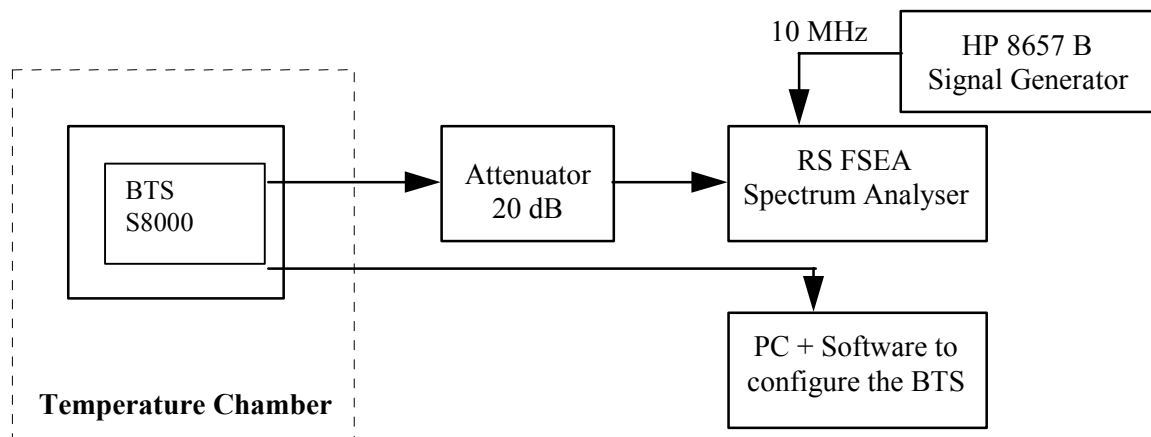 10 MHz
HP 8657 B
Signal Generator
BTS
S8000
Attenuator
20 dB
RS FSEA
Spectrum Analyser
PC + Software to
configure the BTS
Temperature Chamber